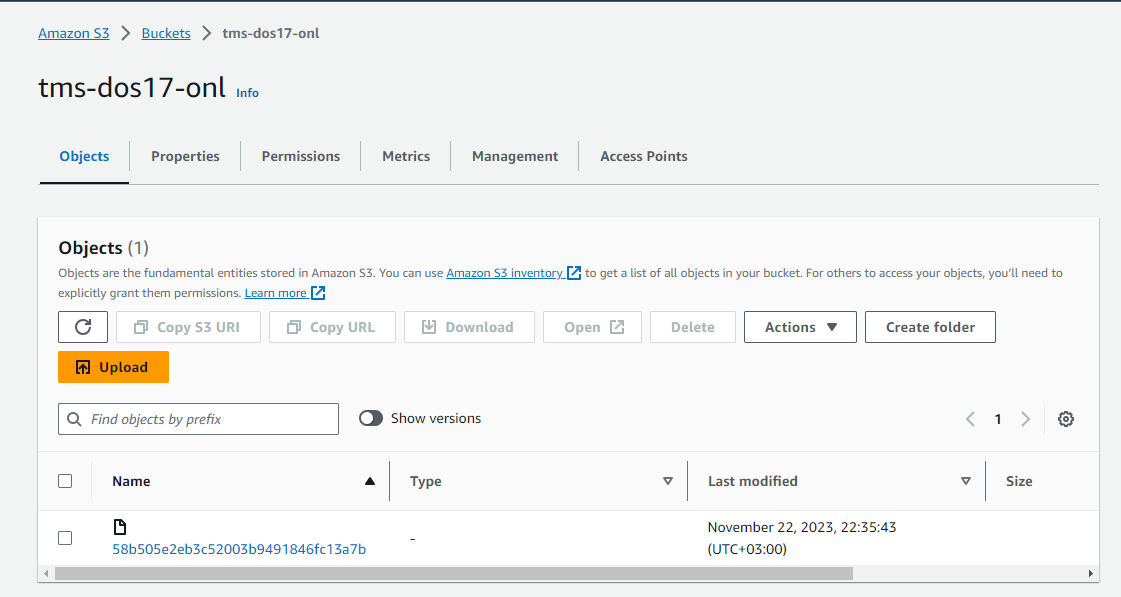 Amazon S3 > Buckets > tms-dos17-onl
tms-dos17-onl Info
Objects Properties Permissions Metrics Management Access Points
Objects (1)
Objects are the fundamental entities stored in Amazon S3. You can use Amazon S3 inventory to get a list of all objects in your bucket. For others to access your objects, you’ll need to
explicitly grant them permissions. Learn more
Copy S3 URI Copy URL Download Open Delete Actions Create folder
Upload
Find objects by prefix Show versions 1
Name Type Last modified Size
58b505e2eb3c52003b9491846fc13a7b - November 22, 2023, 22:35:43
(UTC+03:00)